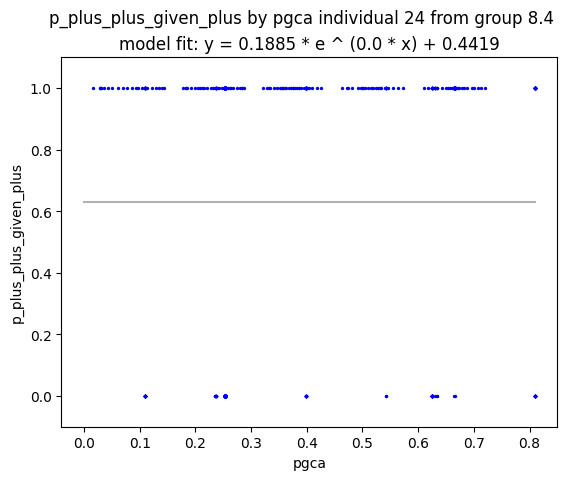 p_plus_plus_given_plus by pgca individual 24 from group 8.4
model fit: y = 0.1885 * e ^ (0.0 * x) + 0.4419
1.0
0.8
0.6
0.4
0.2
0.0
p_plus_plus_given_plus
0.0 0.1 0.2 0.3 0.4 0.5 0.6 0.7 0.8
pgca